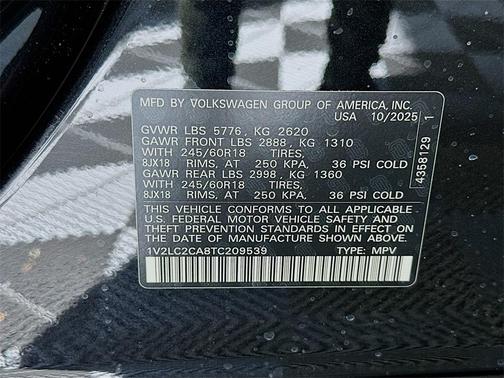 MFD BY VOLKSWAGEN GROUP OF AMERICA, INC.
USA 10/2025
GVWR LBS 5776, KG 2620
GAWR FRONT LBS 2888, KG 1310
WITH 245/60R18 TIRES,
8JX18 RIMS, AT 250 KPA, 36 PSI COLD
GAWR REAR LBS 2998, KG 1360
WITH 245/60R18 TIRES,
8JX18 RIMS, AT 250 KPA, 36 PSI COLD
THIS VEHICLE CONFORMS TO ALL APPLICABLE
U.S. FEDERAL MOTOR VEHICLE SAFETY AND
THEFT PREVENTION STANDARDS IN EFFECT ON
THE DATE OF MANUFACTURE SHOWN ABOVE.
1V2LC2CA8TC209539 TYPE: MPV
4368129 1